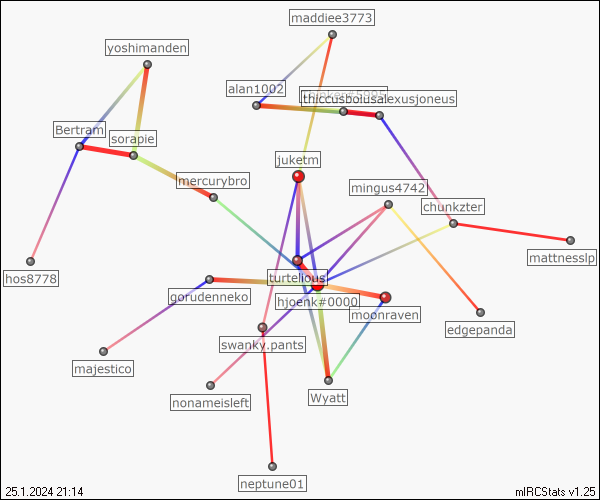 maddiee3773
yoshimanden
alan1002
thiccusboiusalexusjoneus
Bertram
sorapie
juketm
mercurybro
mingus4742
chunkzter
mattnesslp
hos8778
turtelious
gorudenneko
hjoenk#0000
moonraven
edgepanda
swanky.pants
majestico
Wyatt
nonameisleft
neptune01
25.1.2024 21:14
mIRCStats v1.25